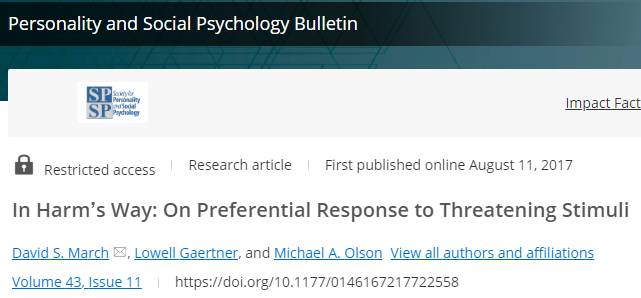 Personality and Social Psychology Bulletin
SP
SP
Society for
Personality
and Social
Psychology
Impact Fact
Restricted access
Research article
First published online August 11, 2017
In Harm’s Way: On Preferential Response to Threatening Stimuli
David S. March, Lowell Gaertner, and Michael A. Olson View all authors and affiliations
Volume 43, Issue 11
https://doi.org/10.1177/0146167217722558